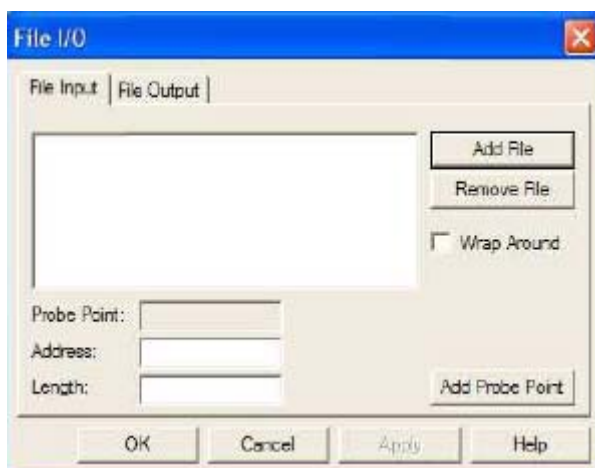 File I/O
File Input File Output
Add File
Remove File
Wrap Around
Probe Point:
Address:
Length:
Add Probe Point
OK Cancel Apply Help